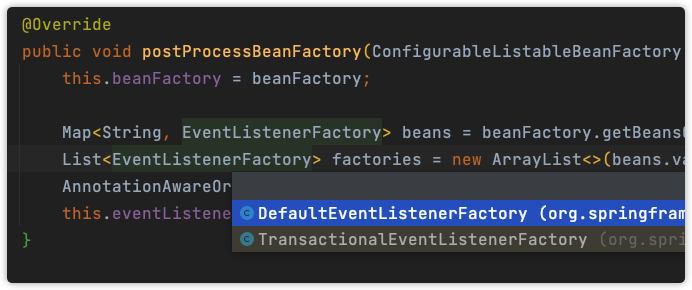 @Override
public void postProcessBeanFactory(ConfigurableListableBeanFactory
this.beanFactory = beanFactory;
Map<String, EventListenerFactory> beans = beanFactory.getBeansO
List<EventListenerFactory> factories = new ArrayList<>(beans.va
AnnotationAwareOr
this.eventListene
DefaultEventListenerFactory (org.springfram
TransactionalEventListenerFactory (org.spri
}